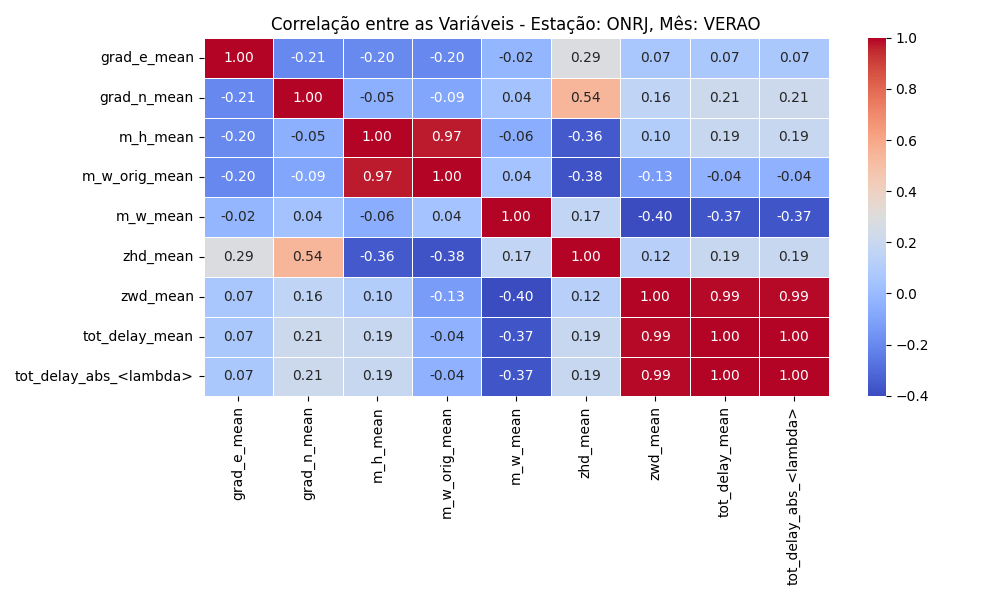 Correlação entre as Variáveis - Estação: ONRJ, Mês: VERAO
grad_e_mean 1.00 -0.21 -0.20 -0.20 -0.02 0.29 0.07 0.07 0.07
grad_n_mean -0.21 1.00 -0.05 -0.09 0.04 0.54 0.16 0.21 0.21
m_h_mean -0.20 -0.05 1.00 0.97 -0.06 -0.36 0.10 0.19 0.19
m_w_orig_mean -0.20 -0.09 0.97 1.00 0.04 -0.38 -0.13 -0.04 -0.04
m_w_mean -0.02 0.04 -0.06 0.04 1.00 0.17 -0.40 -0.37 -0.37
zhd_mean 0.29 0.54 -0.36 -0.38 0.17 1.00 0.12 0.19 0.19
zwd_mean 0.07 0.16 0.10 -0.13 -0.40 0.12 1.00 0.99 0.99
tot_delay_mean 0.07 0.21 0.19 -0.04 -0.37 0.19 0.99 1.00 1.00
tot_delay_abs_<lambda> 0.07 0.21 0.19 -0.04 -0.37 0.19 0.99 1.00 1.00
grad_e_mean
grad_n_mean
m_h_mean
m_w_orig_mean
m_w_mean
zhd_mean
zwd_mean
tot_delay_mean
tot_delay_abs_<lambda>
1.0
0.8
0.6
0.4
0.2
0.0
−0.2
−0.4